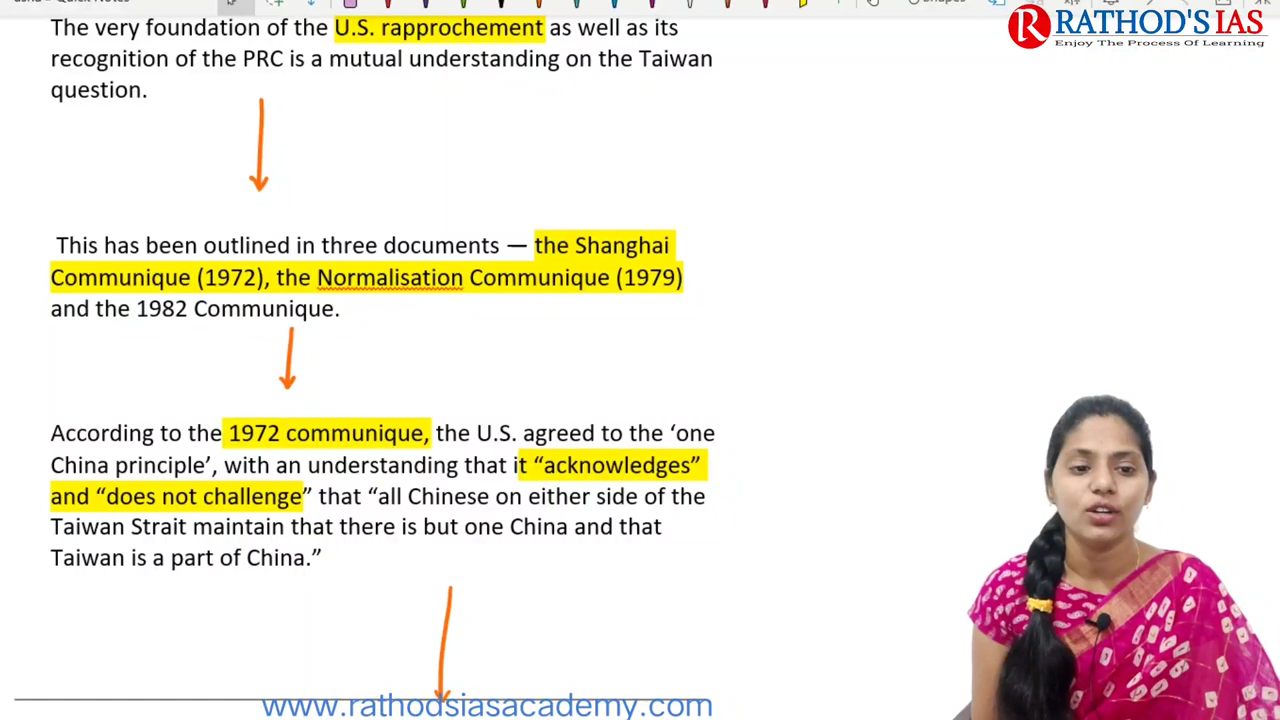 RATHOD'S IAS
Enjoy The Process Of Learning
The very foundation of the U.S. rapprochement as well as its
recognition of the PRC is a mutual understanding on the Taiwan
question.
This has been outlined in three documents — the Shanghai
Communique (1972), the Normalisation Communique (1979)
and the 1982 Communique.
According to the 1972 communique, the U.S. agreed to the ‘one
China principle’, with an understanding that it “acknowledges”
and “does not challenge” that “all Chinese on either side of the
Taiwan Strait maintain that there is but one China and that
Taiwan is a part of China.”
www.rathodsiasacademy.com